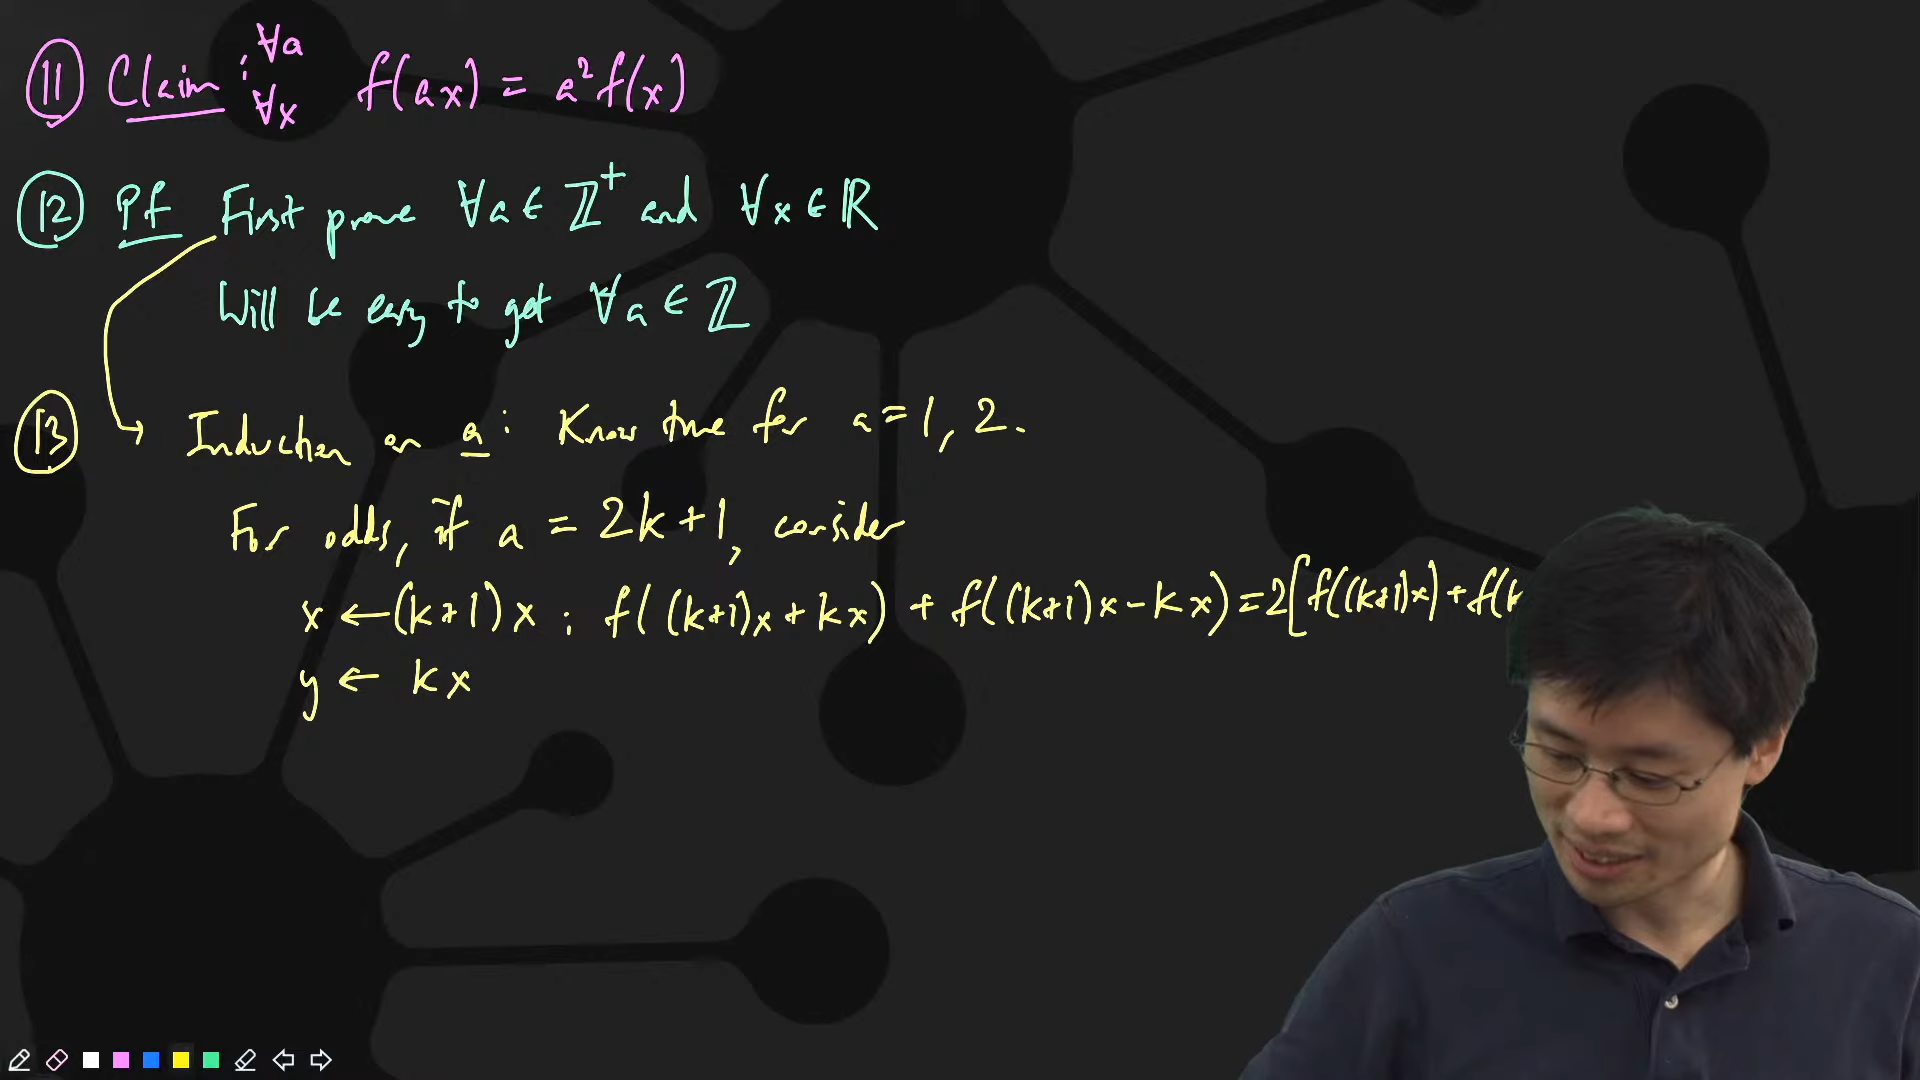 ⑪ Claim : ∀a ∀x f(ax) = a²f(x)
⑫ Pf First prove ∀a ∈ ℤ⁺ and ∀x ∈ ℝ
Will be easy to get ∀a ∈ ℤ
⑬ Induction on a : Know true for a = 1, 2.
For odds, if a = 2k+1, consider
x ← (k+1)x : f((k+1)x + kx) + f((k+1)x - kx) = 2[f((k+1)x) + f(k
y ← kx